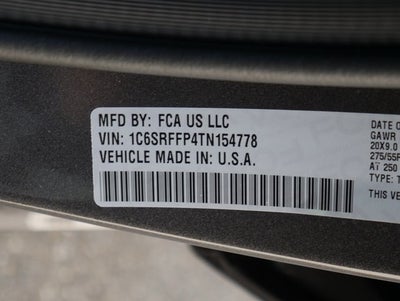 MFD BY: FCA US LLC
VIN: 1C6SRFFP4TN154778
VEHICLE MADE IN: U.S.A.
DATE O
GAWR
20X9.0
275/55R
AT 250
TYPE: T
THIS VE